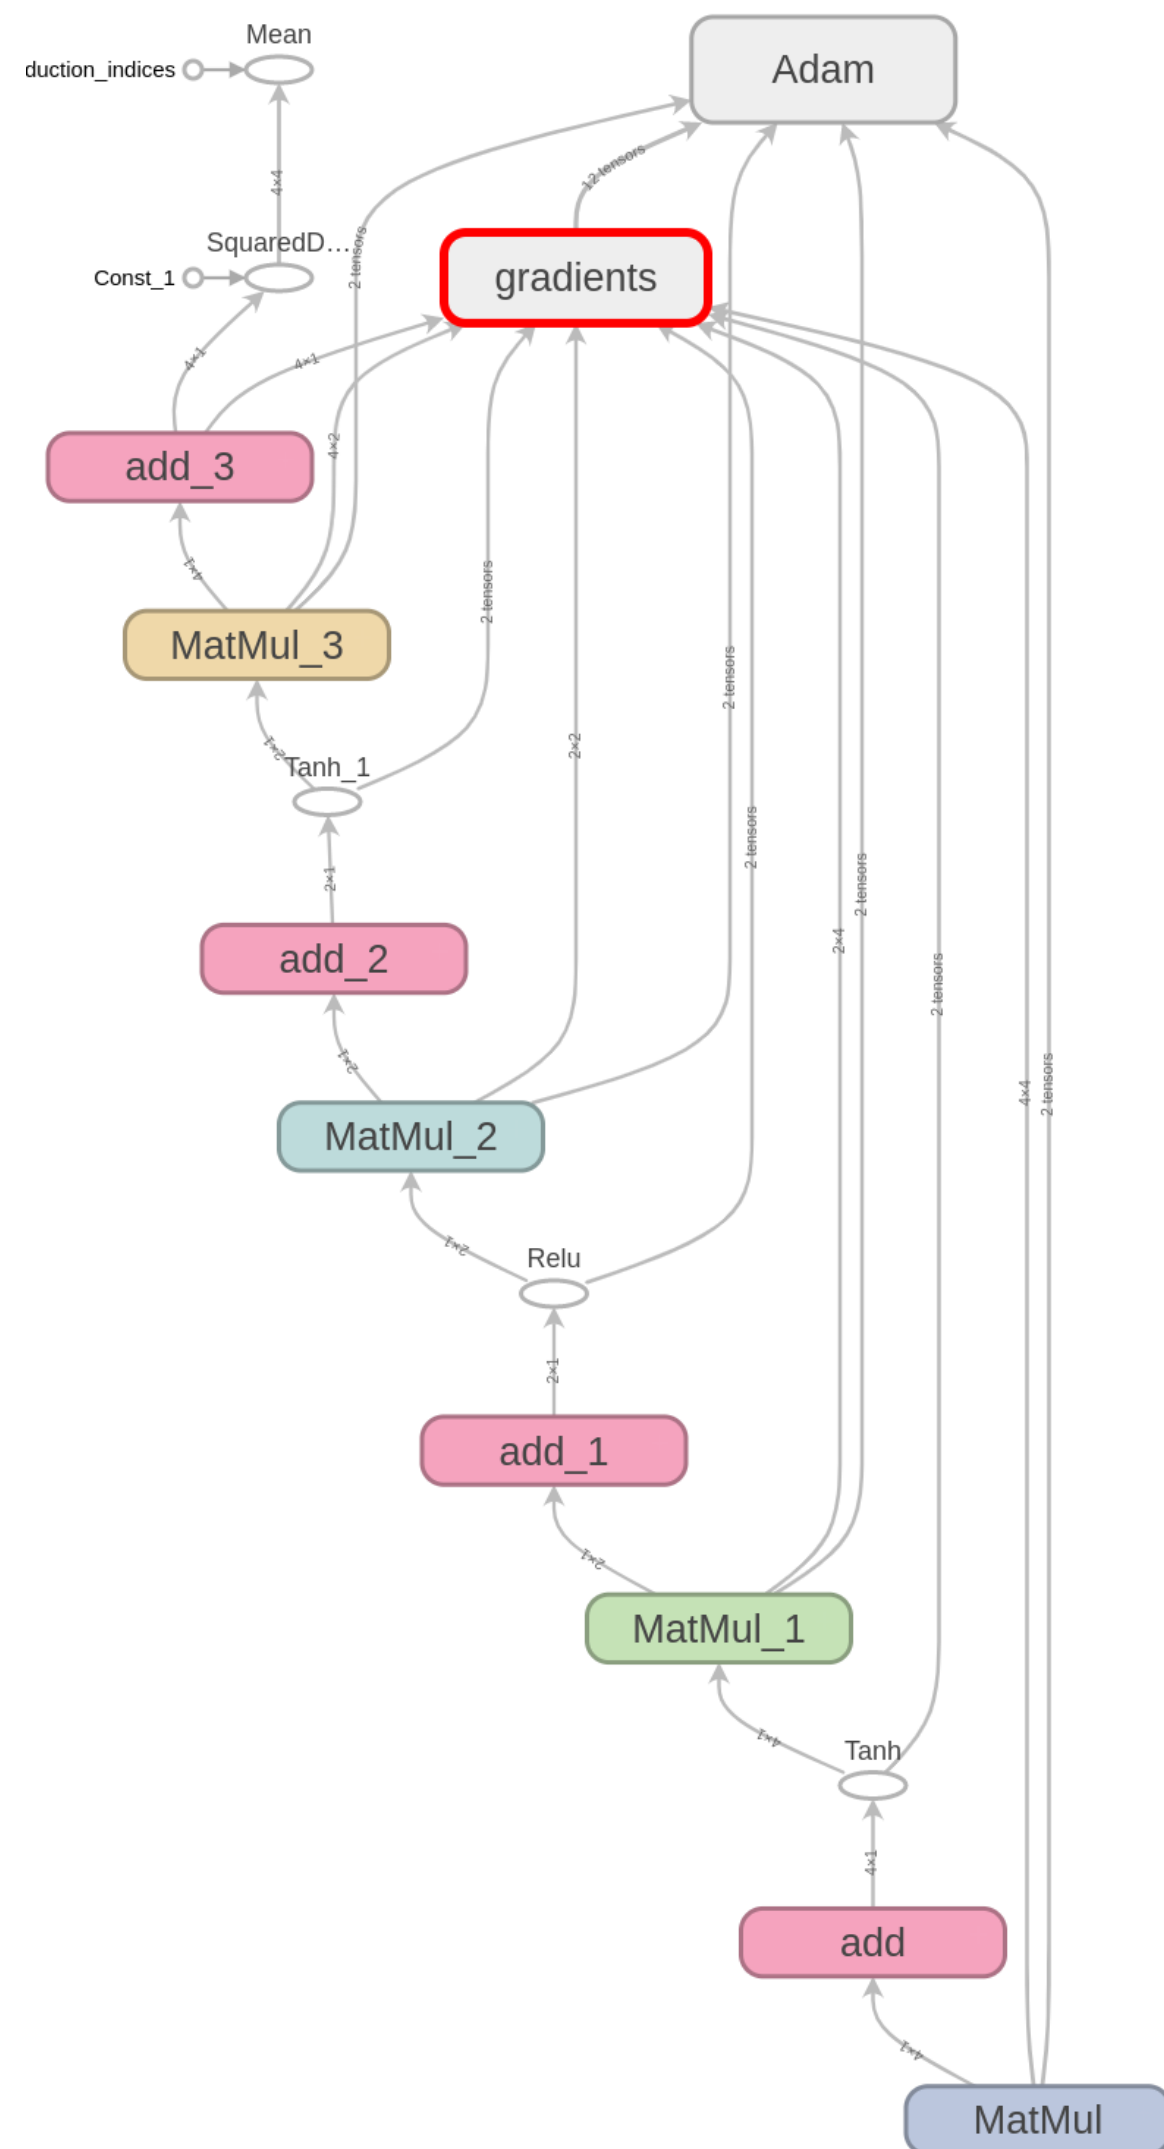 Mean
duction_indices
Adam
12 tensors
4×4
SquaredD...
2 tensors
Const_1
gradients
4×1
4×1
4×2
add_3
4×1
2 tensors
MatMul_3
2 tensors
2×1
2×2
Tanh_1
2 tensors
2×1
2 tensors
add_2
2×4
2 tensors
2×1
4×4
2 tensors
MatMul_2
2×1
Relu
2×1
add_1
2×1
MatMul_1
4×1
Tanh
4×1
add
4×1
MatMul